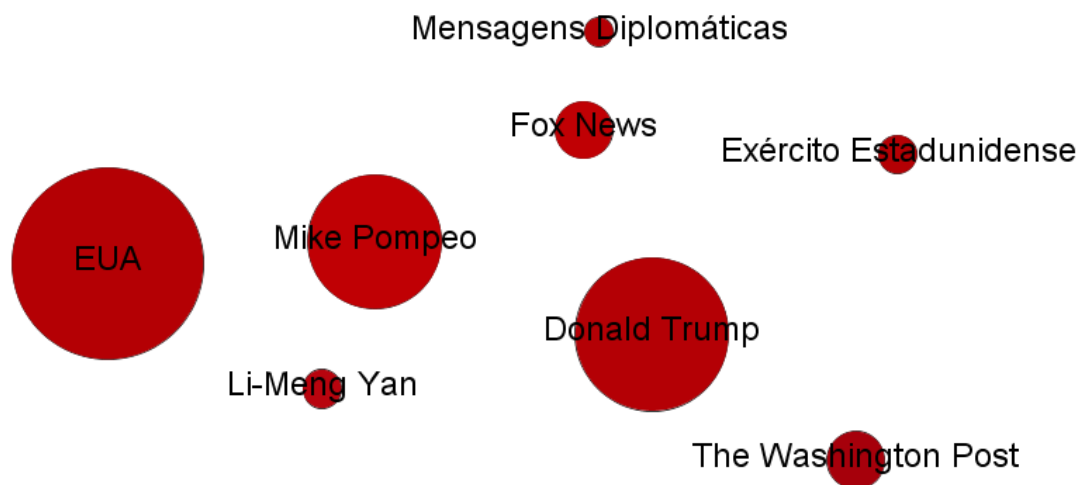 Mensagens Diplomáticas
Fox News
Exército Estadunidense
Mike Pompeo
EUA
Donald Trump
Li-Meng Yan
The Washington Post